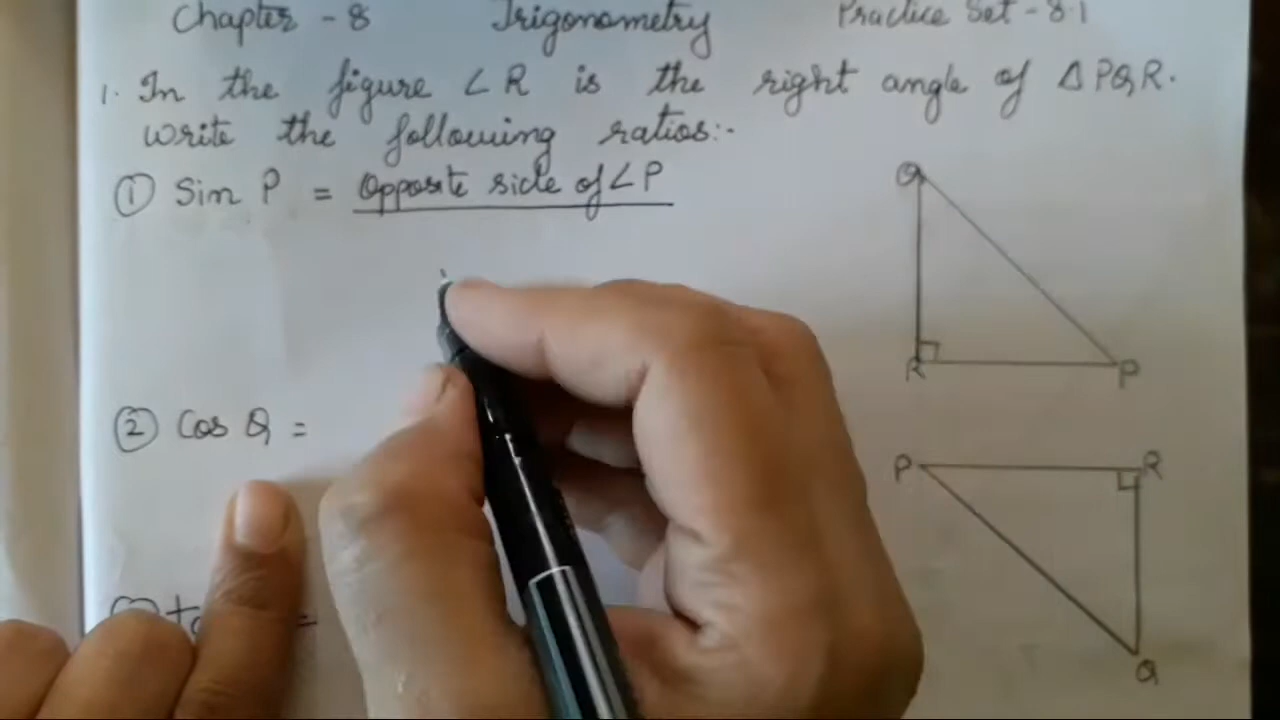 Chapter - 8 Trigonometry Practice Set - 8.1
1. In the figure ∠R is the right angle of △PQR.
write the following ratios:-
① Sin P = Opposite side of ∠P
Q
R P
② Cos Q =
P R
=
Q